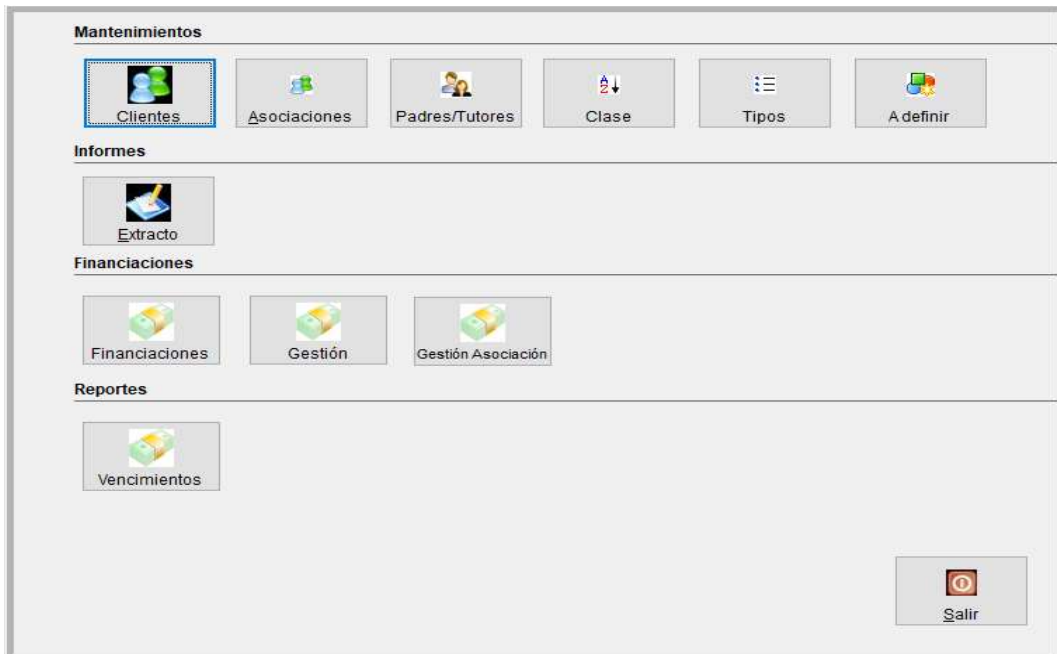 Mantenimientos
Clientes Asociaciones Padres/Tutores Clase Tipos A definir
Informes
Extracto
Financiaciones
Financiaciones Gestión Gestión Asociación
Reportes
Vencimientos
Salir